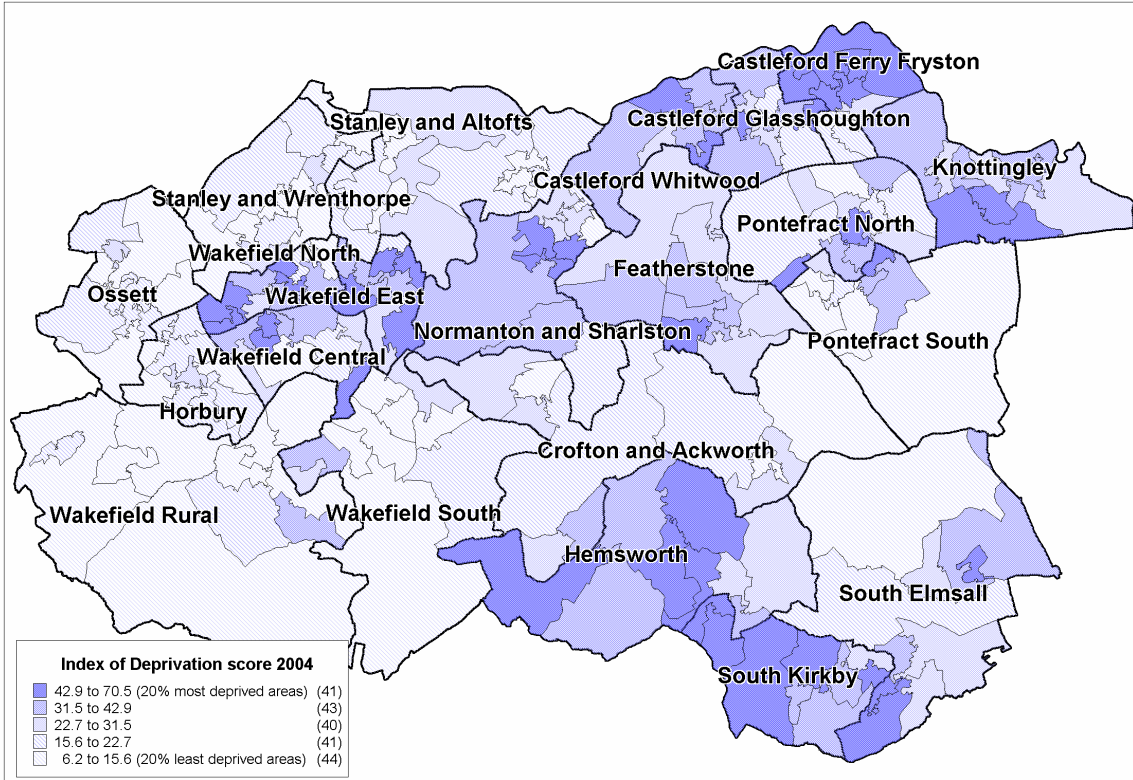 Castleford Ferry Fryston
Stanley and Altofts
Castleford Glasshoughton
Knottingley
Castleford Whitwood
Stanley and Wrenthorpe
Pontefract North
Wakefield North
Featherstone
Ossett
Wakefield East
Normanton and Sharlston
Pontefract South
Wakefield Central
Horbury
Crofton and Ackworth
Wakefield Rural
Wakefield South
Hemsworth
South Elmsall
South Kirkby
Index of Deprivation score 2004
42.9 to 70.5 (20% most deprived areas) (41)
31.5 to 42.9 (43)
22.7 to 31.5 (40)
15.6 to 22.7 (41)
6.2 to 15.6 (20% least deprived areas) (44)